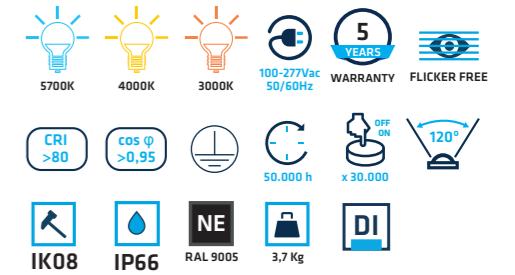 5700K
4000K
3000K
100-277Vac
50/60Hz
5
YEARS
WARRANTY
FLICKER FREE
CRI
>80
cos φ
>0,95
50.000 h
OFF
ON
x 30.000
120°
IK08
IP66
NE
RAL 9005
3,7 Kg
DI